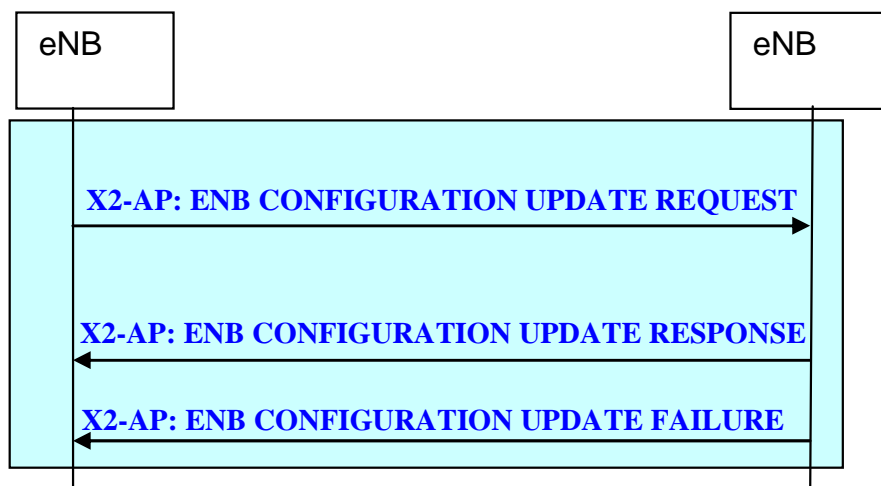 eNB
eNB
X2-AP: ENB CONFIGURATION UPDATE REQUEST
X2-AP: ENB CONFIGURATION UPDATE RESPONSE
X2-AP: ENB CONFIGURATION UPDATE FAILURE